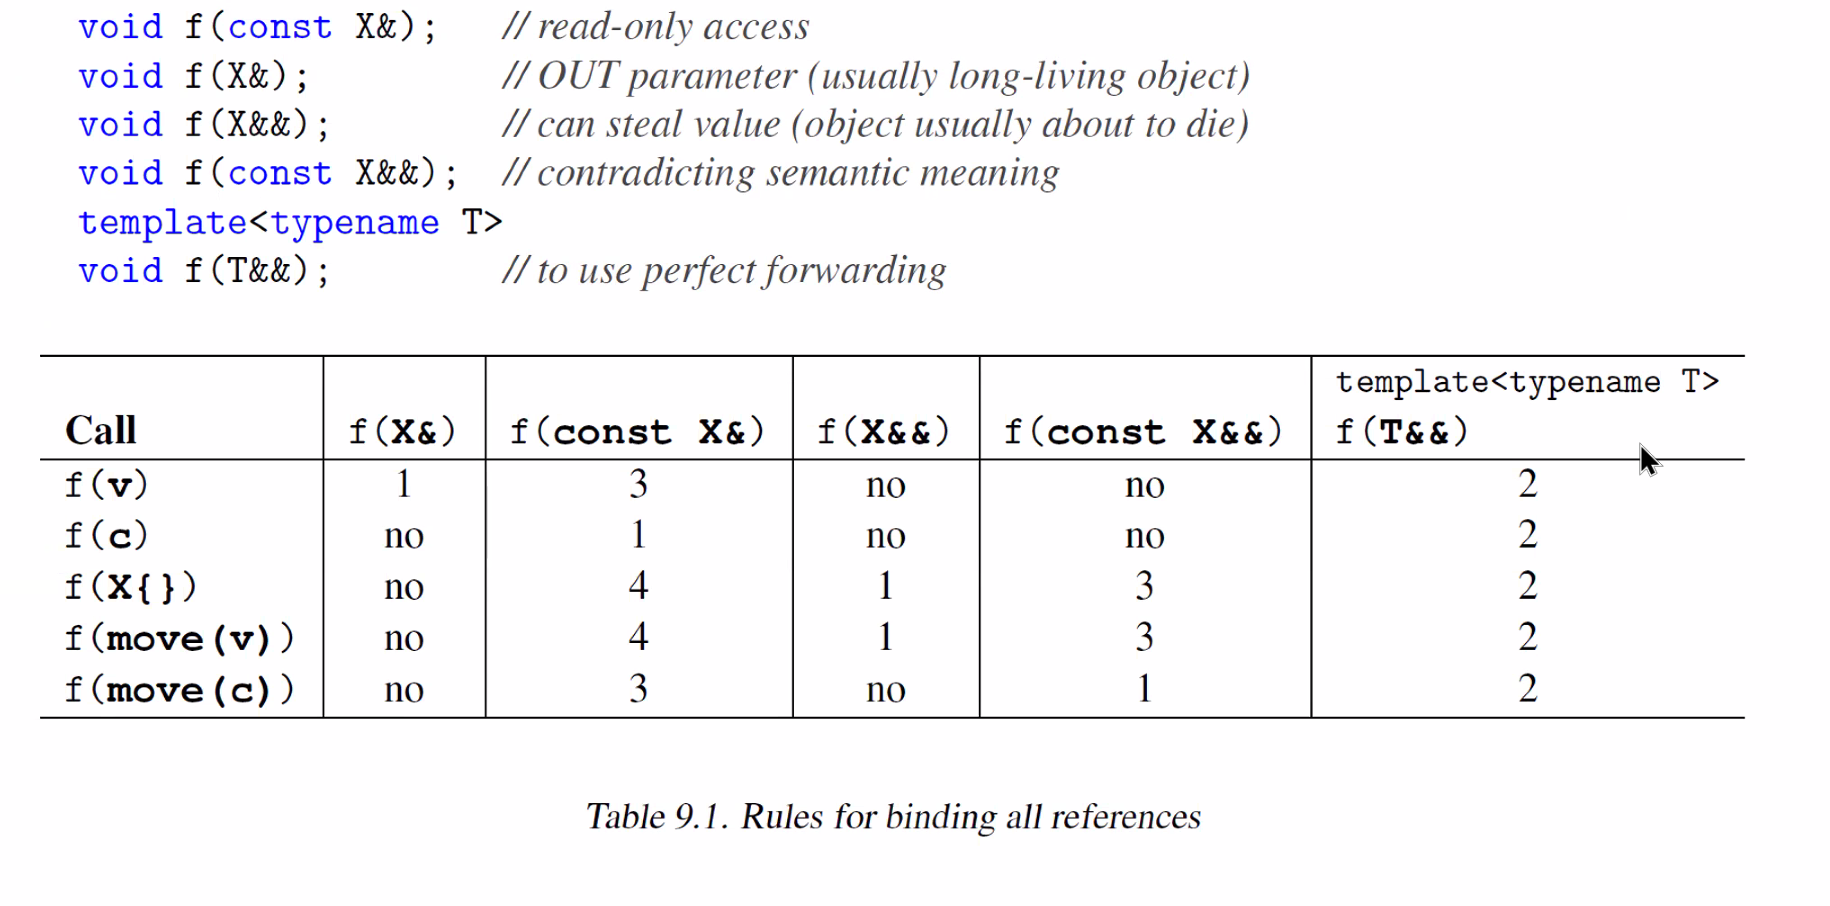 void f(const X&);   // read-only access
void f(X&);         // OUT parameter (usually long-living object)
void f(X&&);        // can steal value (object usually about to die)
void f(const X&&);  // contradicting semantic meaning
template<typename T>
void f(T&&);        // to use perfect forwarding
template<typename T>
Call f(X&) f(const X&) f(X&&) f(const X&&) f(T&&)
f(v) 1 3 no no 2
f(c) no 1 no no 2
f(X{}) no 4 1 3 2
f(move(v)) no 4 1 3 2
f(move(c)) no 3 no 1 2
Table 9.1. Rules for binding all references